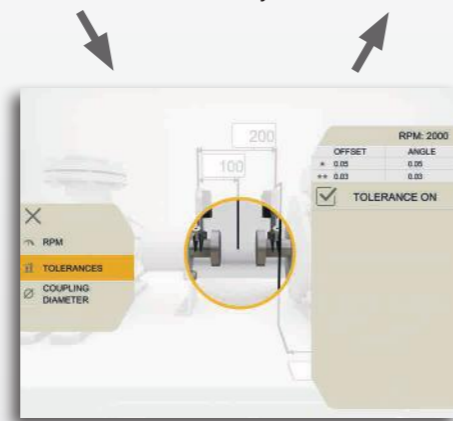 200
100
RPM: 2000
OFFSET ANGLE
* 0.05 0.05
** 0.03 0.03
TOLERANCE ON
RPM
TOLERANCES
COUPLING
DIAMETER